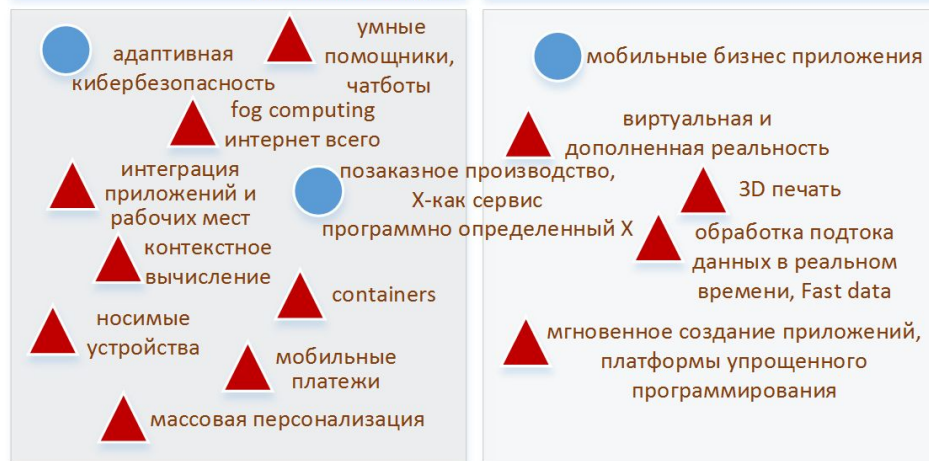 адаптивная
кибербезопасность
умные
помощники,
чатботы
fog computing
интернет всего
интеграция
приложений и
рабочих мест
позаказное производство,
Х-как сервис
программно определенный Х
контекстное
вычисление
containers
носимые
устройства
мобильные
платежи
массовая персонализация
мобильные бизнес приложения
виртуальная и
дополненная реальность
3D печать
обработка подтока
данных в реальном
времени, Fast data
мгновенное создание приложений,
платформы упрощенного
программирования